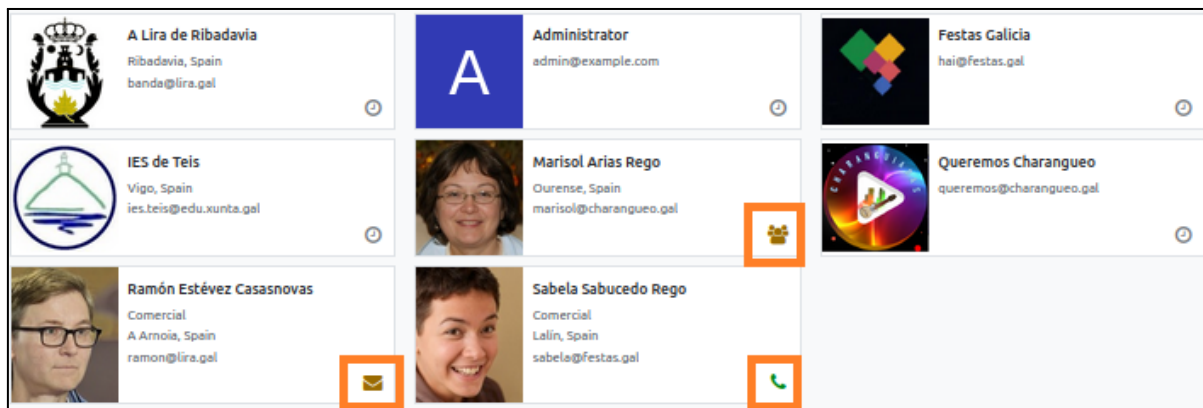 A Lira de Ribadavia
Ribadavia, Spain
banda@lira.gal
A
Administrator
admin@example.com
Festas Galicia
hai@festas.gal
IES de Teis
Vigo, Spain
ies.teis@edu.xunta.gal
Marisol Arias Rego
Ourense, Spain
marisol@charangueo.gal
Queremos Charangueo
queremos@charangueo.gal
Ramón Estévez Casasnovas
Comercial
A Arnoia, Spain
ramon@lira.gal
Sabela Sabucedo Rego
Comercial
Lalín, Spain
sabela@festas.gal